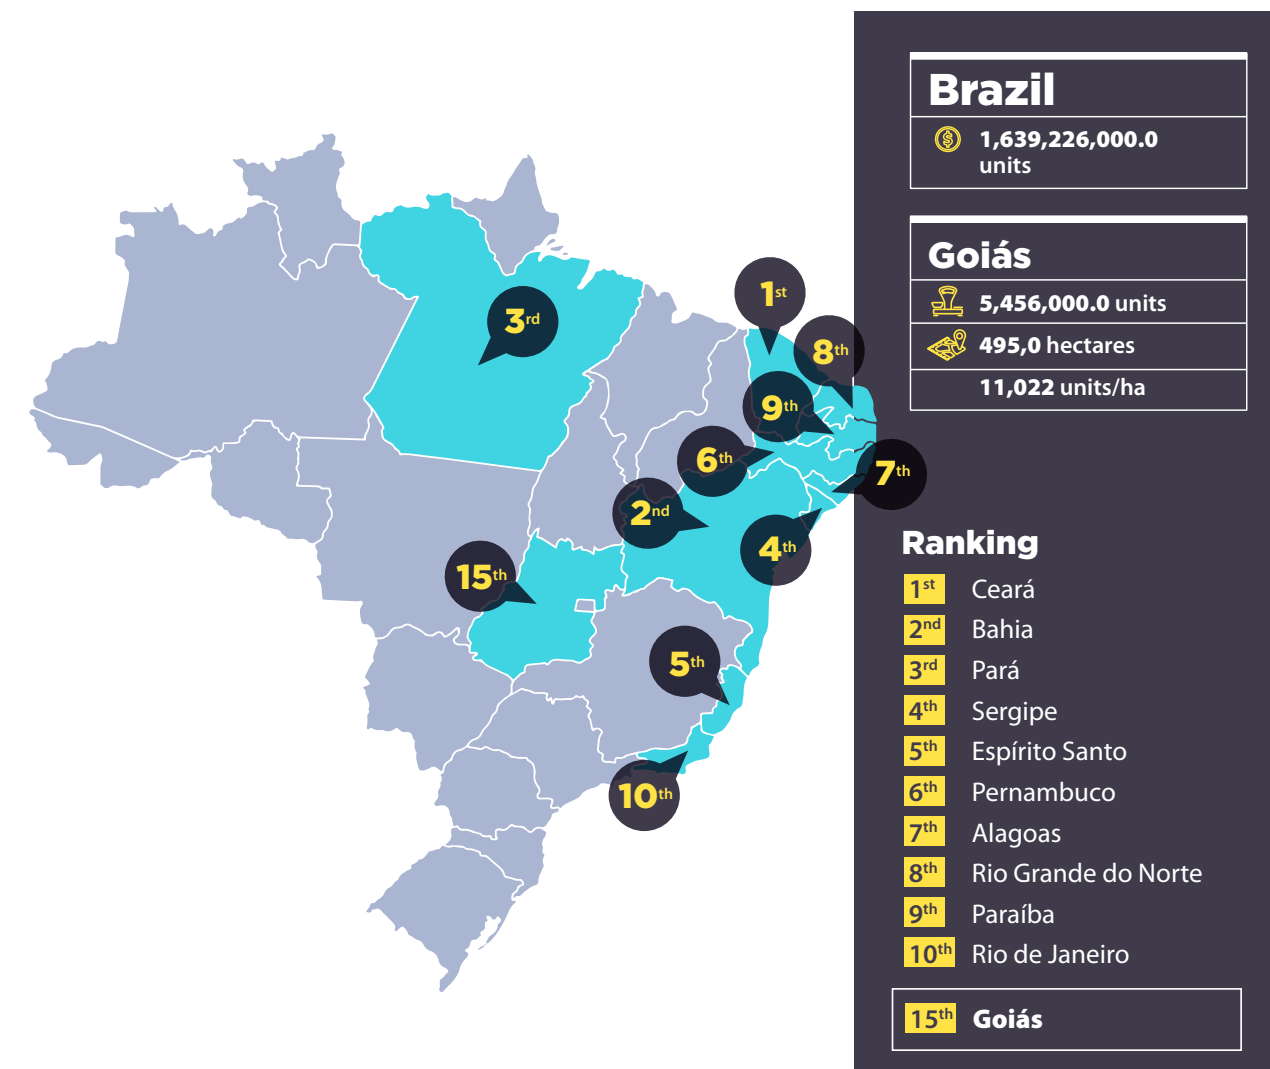 1st
8th
3rd
9th
6th
7th
2nd
4th
15th
5th
10th
Brazil
1,639,226,000.0
units
Goiás
5,456,000.0 units
495,0 hectares
11,022 units/ha
Ranking
1st Ceará
2nd Bahia
3rd Pará
4th Sergipe
5th Espírito Santo
6th Pernambuco
7th Alagoas
8th Rio Grande do Norte
9th Paraíba
10th Rio de Janeiro
15th Goiás